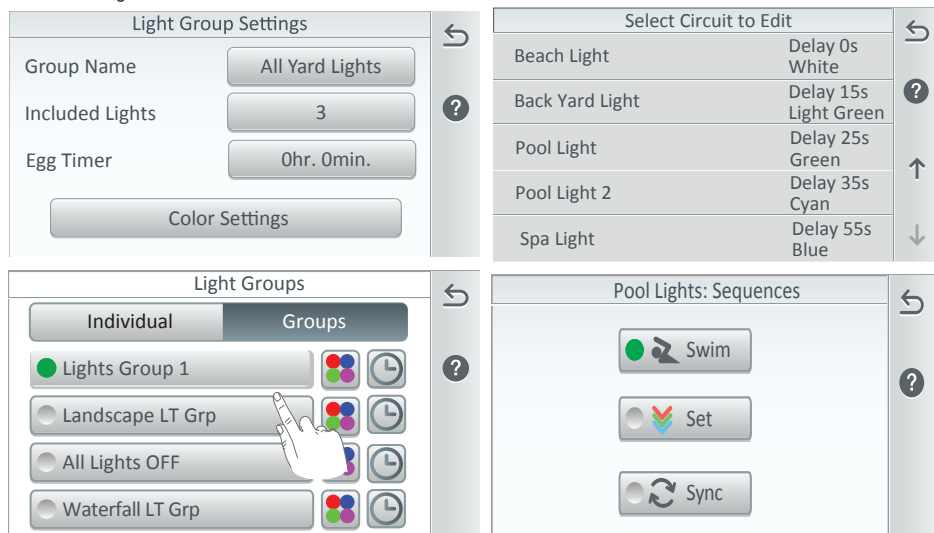 Light Group Settings
Group Name All Yard Lights
Included Lights 3
?
Egg Timer 0hr. 0min.
Color Settings
Select Circuit to Edit
Beach Light Delay 0s
White
?
Back Yard Light Delay 15s
Light Green
Pool Light Delay 25s
Green
Pool Light 2 Delay 35s
Cyan
Spa Light Delay 55s
Blue
Light Groups
Individual Groups
Lights Group 1
?
Landscape LT Grp
All Lights OFF
Waterfall LT Grp
Pool Lights: Sequences
Swim
?
Set
Sync